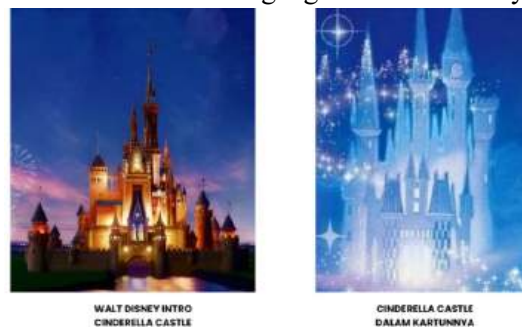 WALT DISNEY INTRO
CINDERELLA CASTLE
CINDERELLA CASTLE
DALAM KARTUNNYA